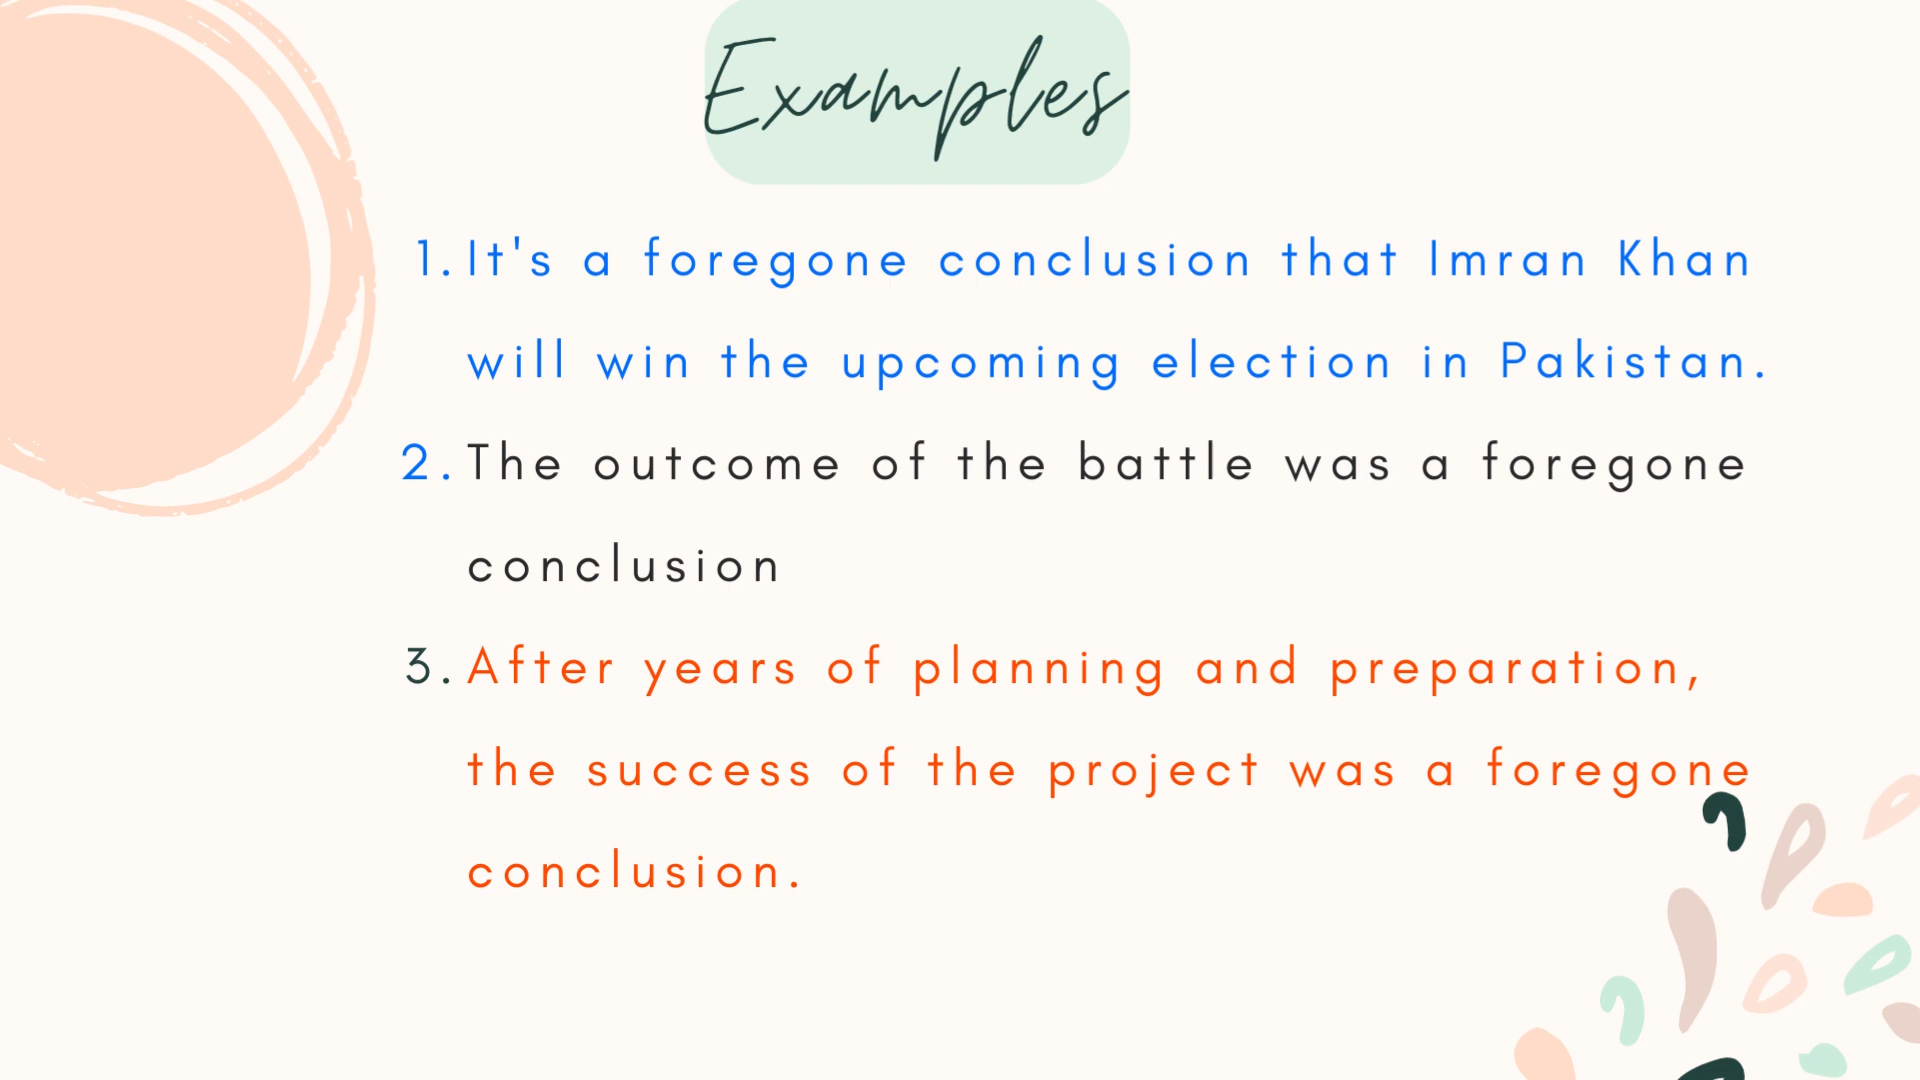 Examples
1. It's a foregone conclusion that Imran Khan
will win the upcoming election in Pakistan.
2. The outcome of the battle was a foregone
conclusion
3. After years of planning and preparation,
the success of the project was a foregone
conclusion.